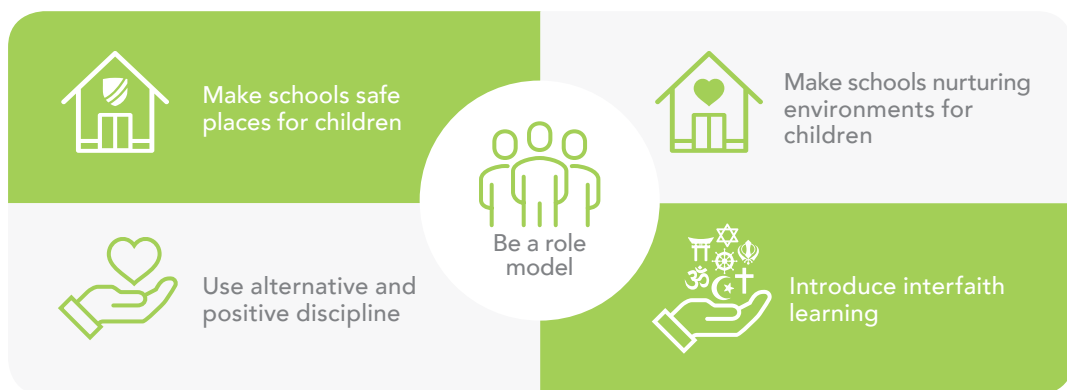 Make schools safe
places for children
Make schools nurturing
environments for
children
Be a role
model
Use alternative and
positive discipline
Introduce interfaith
learning